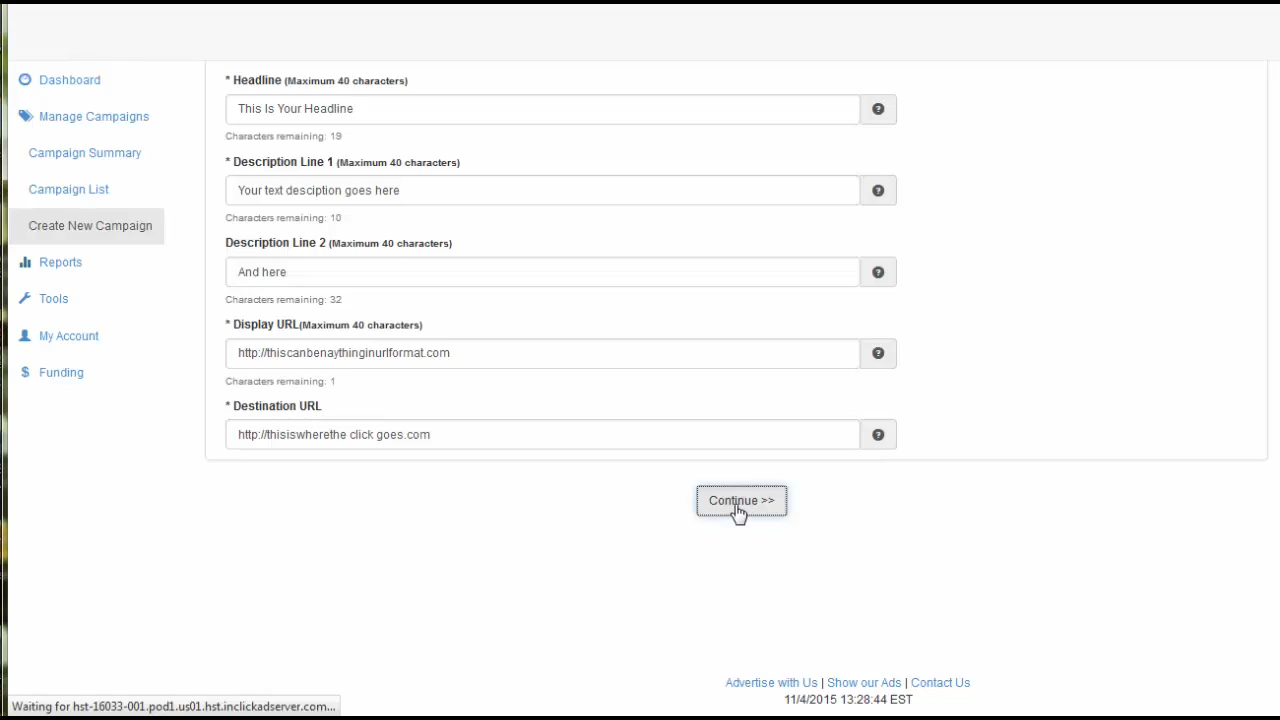 Dashboard
Manage Campaigns
Campaign Summary
Campaign List
Create New Campaign
Reports
Tools
My Account
$ Funding
* Headline (Maximum 40 characters)
This Is Your Headline
Characters remaining: 19
* Description Line 1 (Maximum 40 characters)
Your text desciption goes here
Characters remaining: 10
Description Line 2 (Maximum 40 characters)
And here
Characters remaining: 32
* Display URL(Maximum 40 characters)
http://thiscanbenaythinginurlformat.com
Characters remaining: 1
* Destination URL
http://thisiswherethe click goes.com
Continue >>
Advertise with Us | Show our Ads | Contact Us
11/4/2015 13:28:44 EST
Waiting for hst-16033-001.pod1.us01.hst.inclickadserver.com...